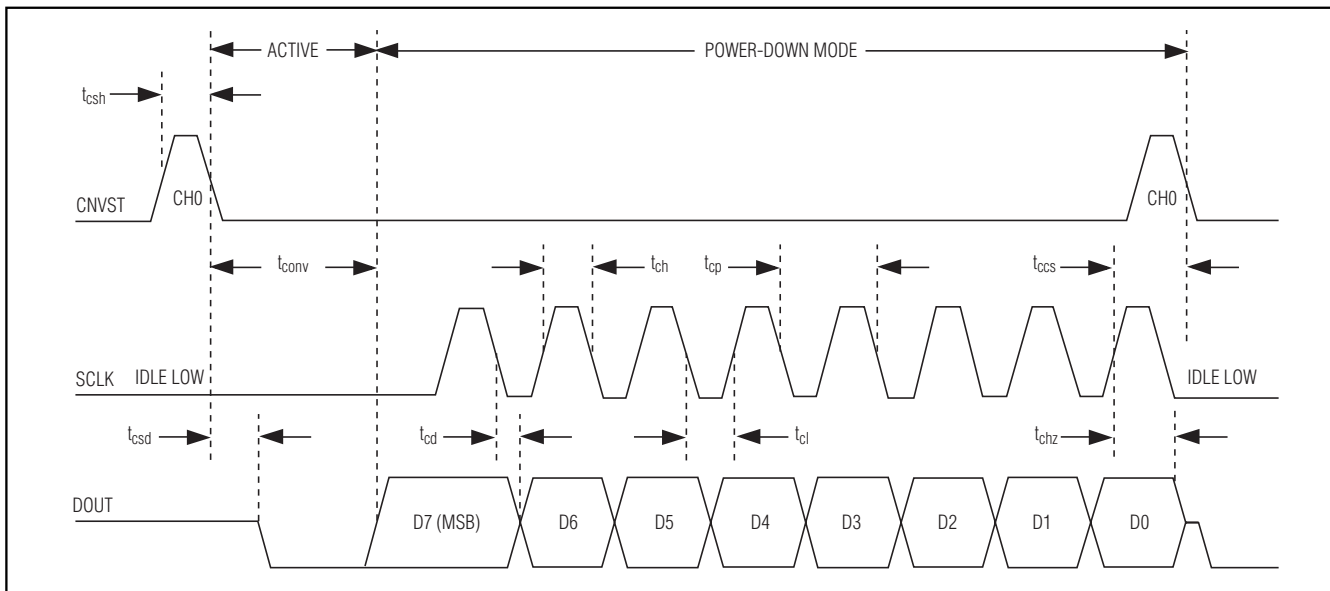 ACTIVE
POWER-DOWN MODE
tcsh
CNVST
CH0
CH0
tconv
tch
tcp
tccs
SCLK
IDLE LOW
IDLE LOW
tcsd
tcd
tcl
tchz
DOUT
D7 (MSB)
D6
D5
D4
D3
D2
D1
D0